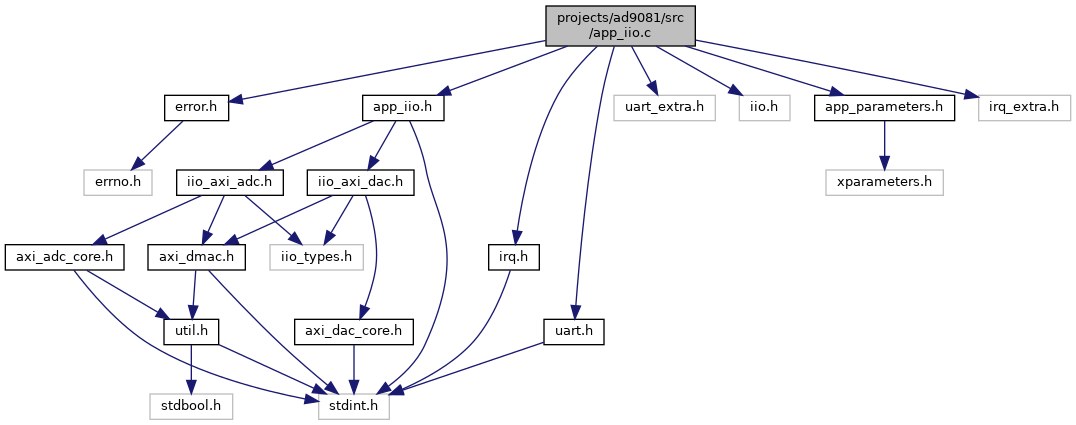 projects/ad9081/src
/app_iio.c
error.h
app_iio.h
uart_extra.h
iio.h
app_parameters.h
irq_extra.h
errno.h
iio_axi_adc.h
iio_axi_dac.h
xparameters.h
axi_adc_core.h
axi_dmac.h
iio_types.h
irq.h
util.h
axi_dac_core.h
uart.h
stdbool.h
stdint.h